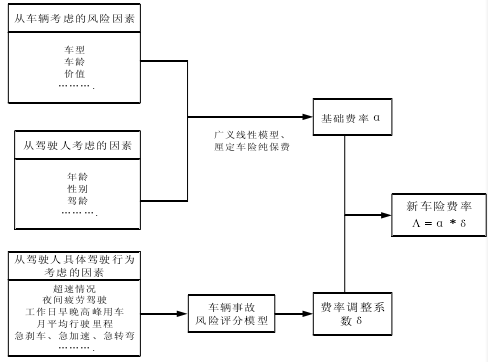 从车辆考虑的风险因素
车型
车龄
价值
……….
从驾驶人考虑的因素
年龄
性别
驾龄
……….
广义线性模型、
厘定车险纯保费
基础费率 α
新车险费率
Λ = α * δ
从驾驶人具体驾驶行为
考虑的因素
超速情况
夜间疲劳驾驶
工作日早晚高峰用车
月平均行驶里程
急刹车、急加速、急转弯
……….
车辆事故
风险评分模型
费率调整系
数 δ